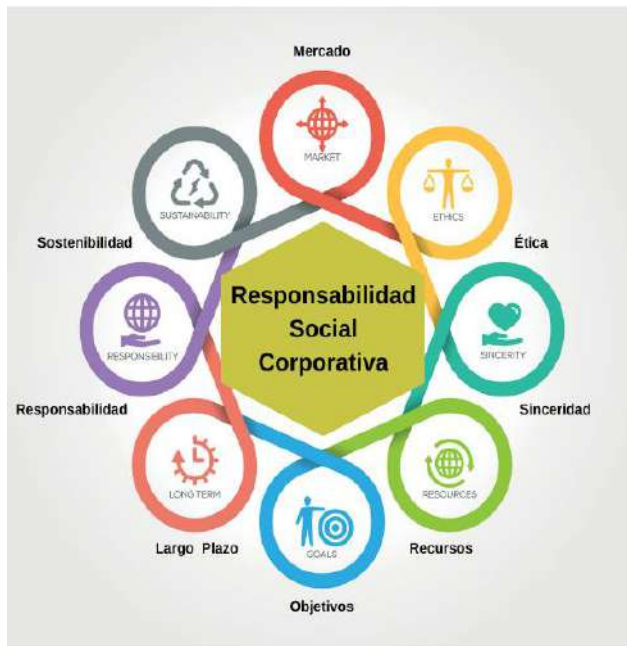 Mercado
MARKET
SUSTAINABILITY
ETHICS
Sostenibilidad
Ética
Responsabilidad
Social
Corporativa
RESPONSIBILITY
SINCERITY
Responsabilidad
Sinceridad
LONG TERM
RESOURCES
Largo Plazo
GOALS
Recursos
Objetivos